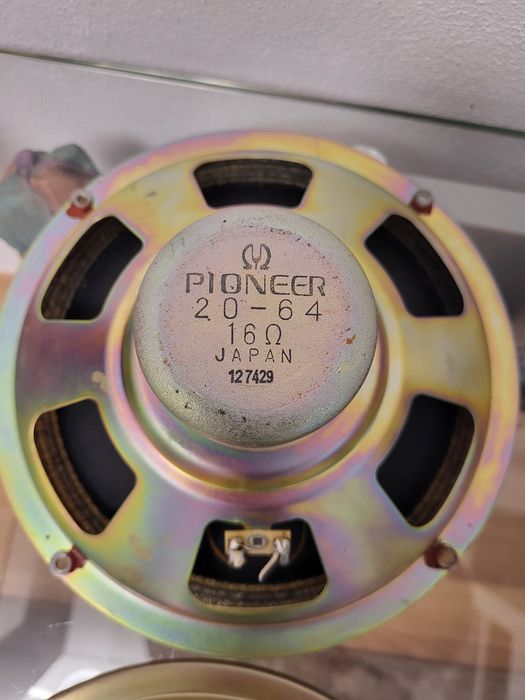 PIONEER
20-64
16Ω
JAPAN
127429